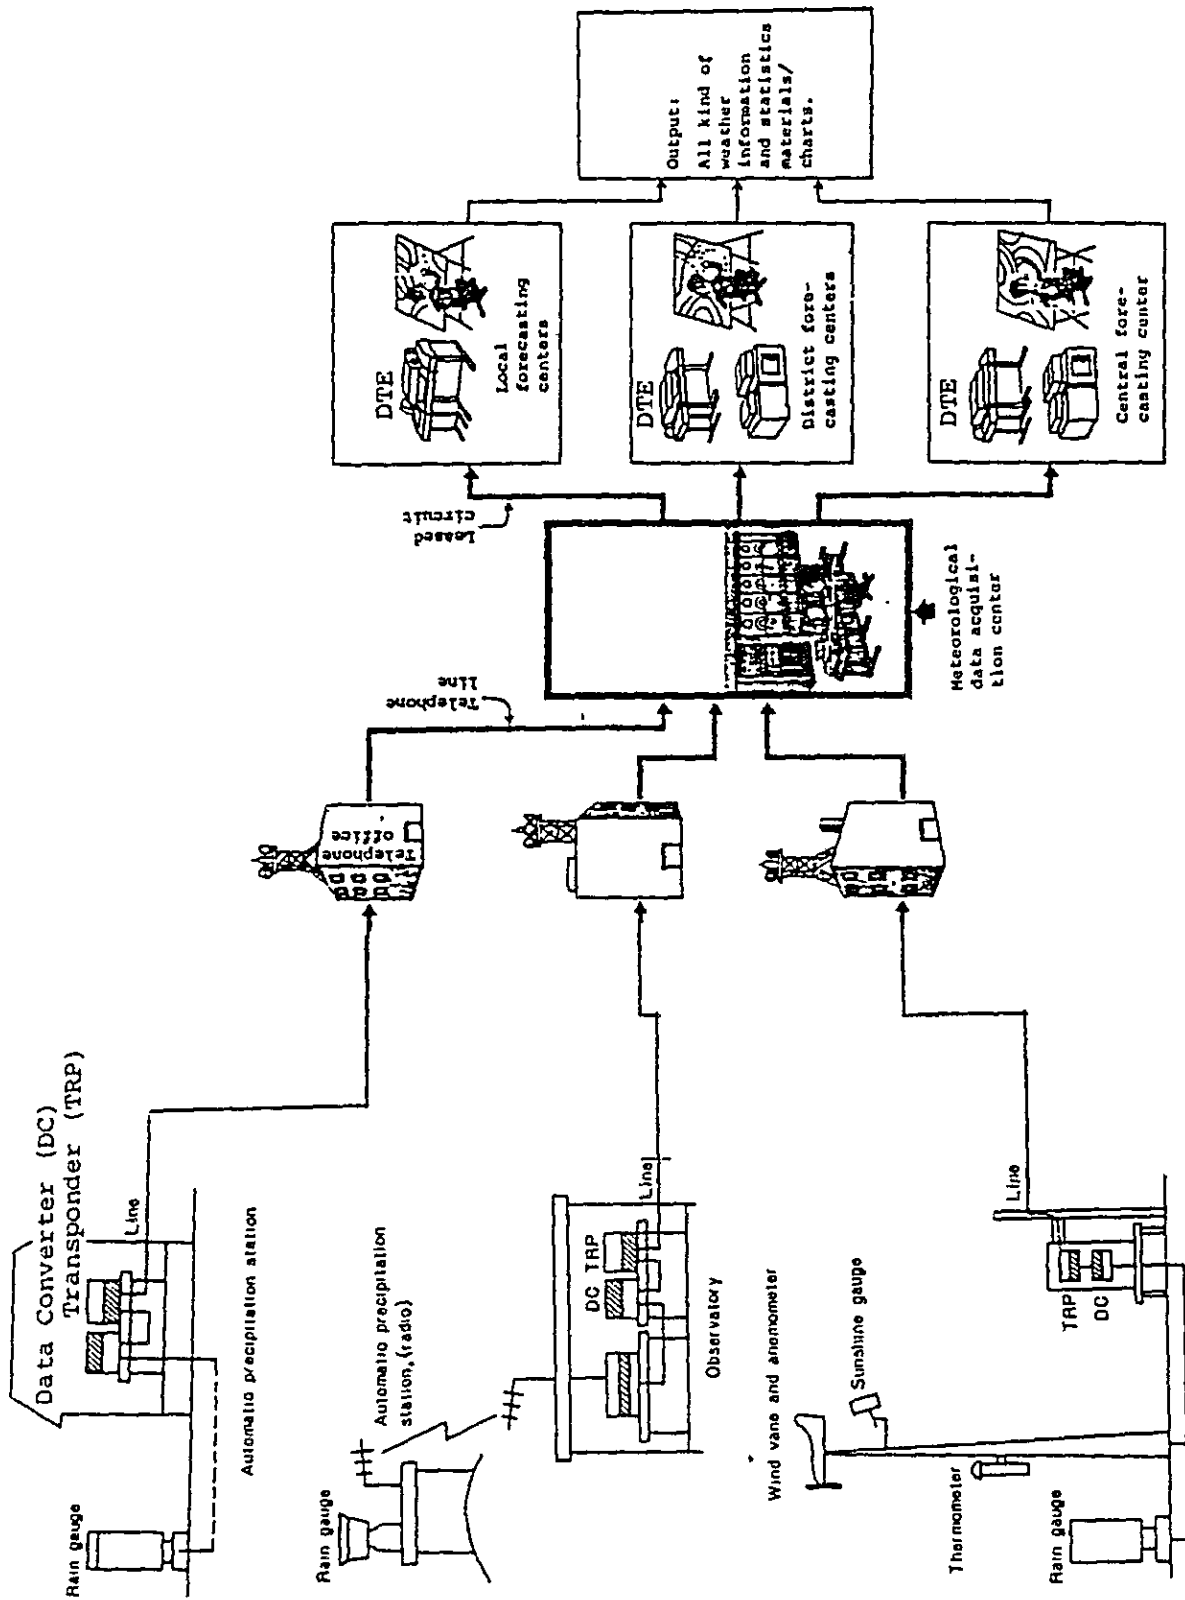 Data Converter (DC)
Transponder (TRP)
Line
Rain gauge
Automatic precipitation station
Rain gauge
Automatic precipitation
station,(radio)
DC TRP
Line
Observatory
Wind vane and anemometer
Sunshine gauge
Thermometer
Rain gauge
Line
TRP
DC
Telephone
office
Telephone
line
Meteorological
data acquisi-
tion center
Leased
circuit
DTE
Local
forecasting
centers
DTE
District fore-
casting centers
DTE
Central fore-
casting center
Output:
All kind of
weather
information
and statistics
materials/
charts.